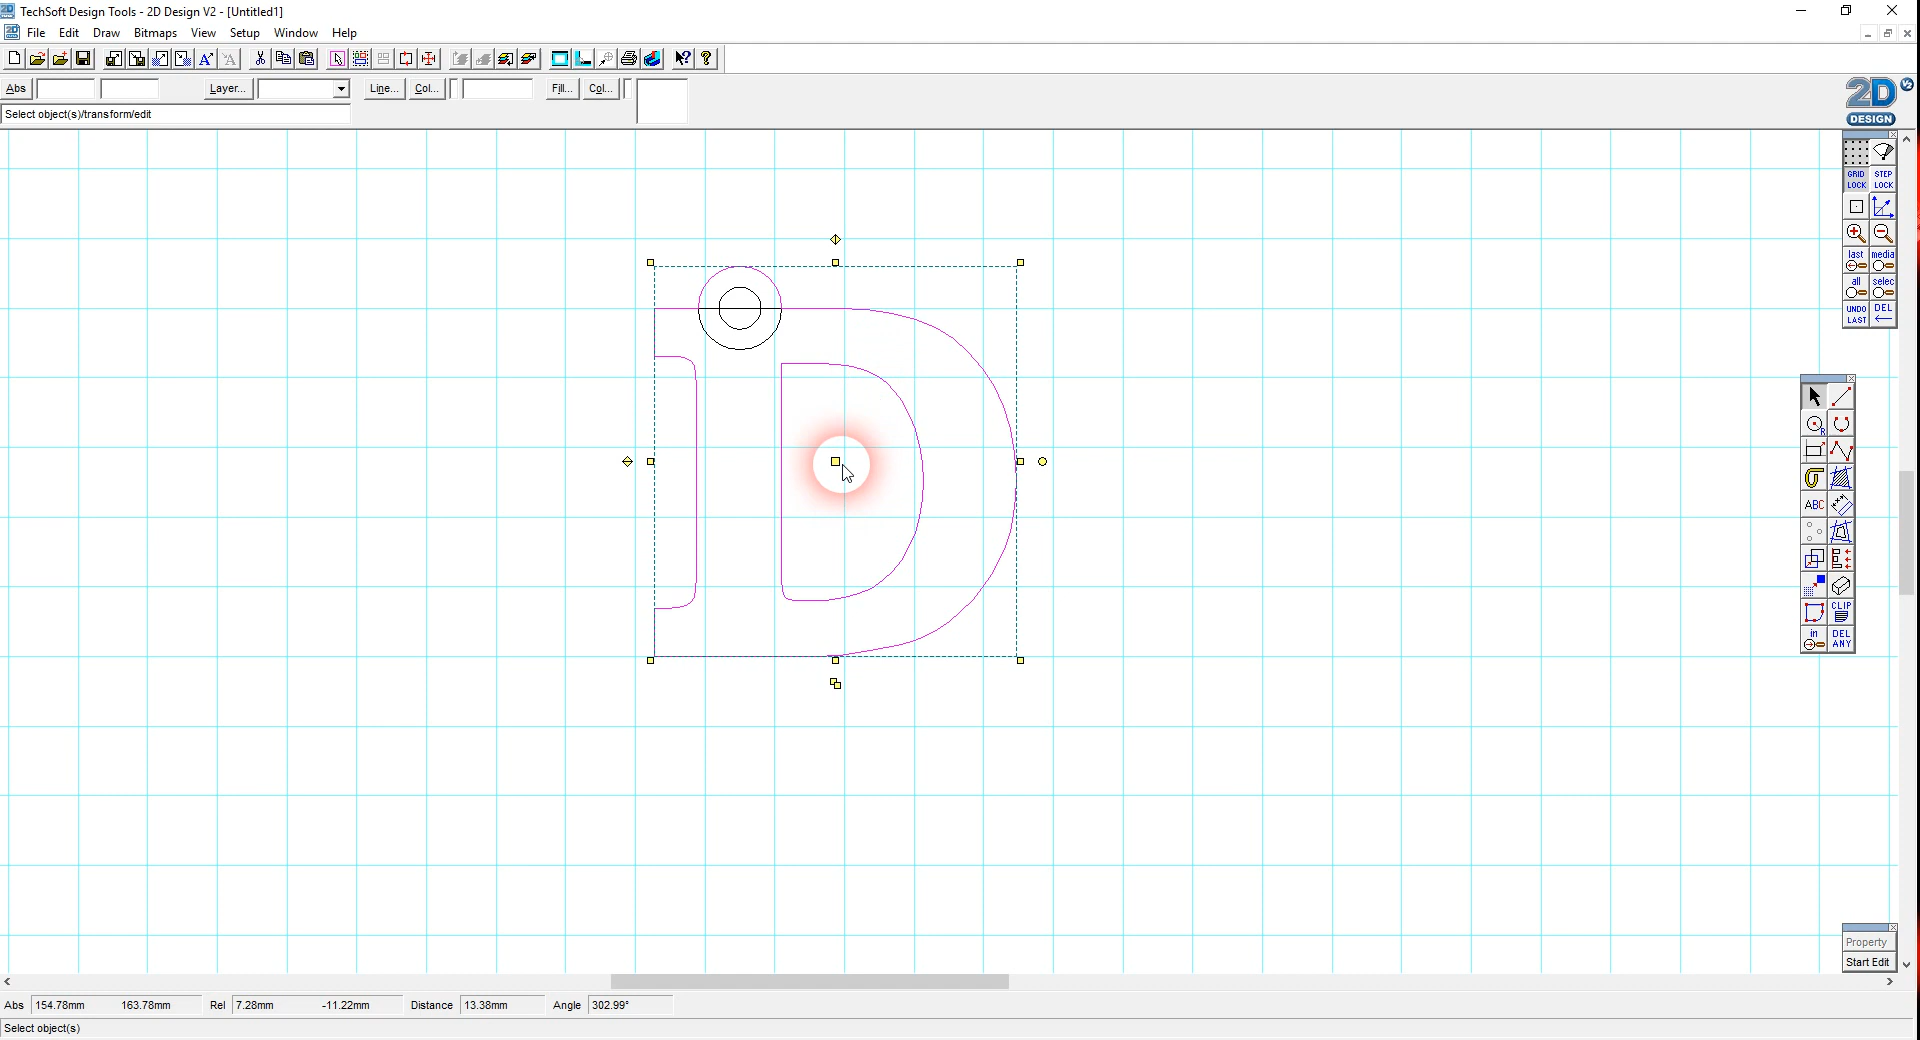 TechSoft Design Tools - 2D Design V2 - [Untitled1]
File Edit Draw Bitmaps View Setup Window Help
Abs Layer... Line... Col... Fill... Col...
Select object(s)/transform/edit
2D V2
DESIGN
GRID LOCK STEP LOCK
last media
all selec
UNDO LAST DEL
R
ABC
CLIP
in DEL ANY
Property
Start Edit
Abs 154.78mm 163.78mm Rel 7.28mm -11.22mm Distance 13.38mm Angle 302.99°
Select object(s)